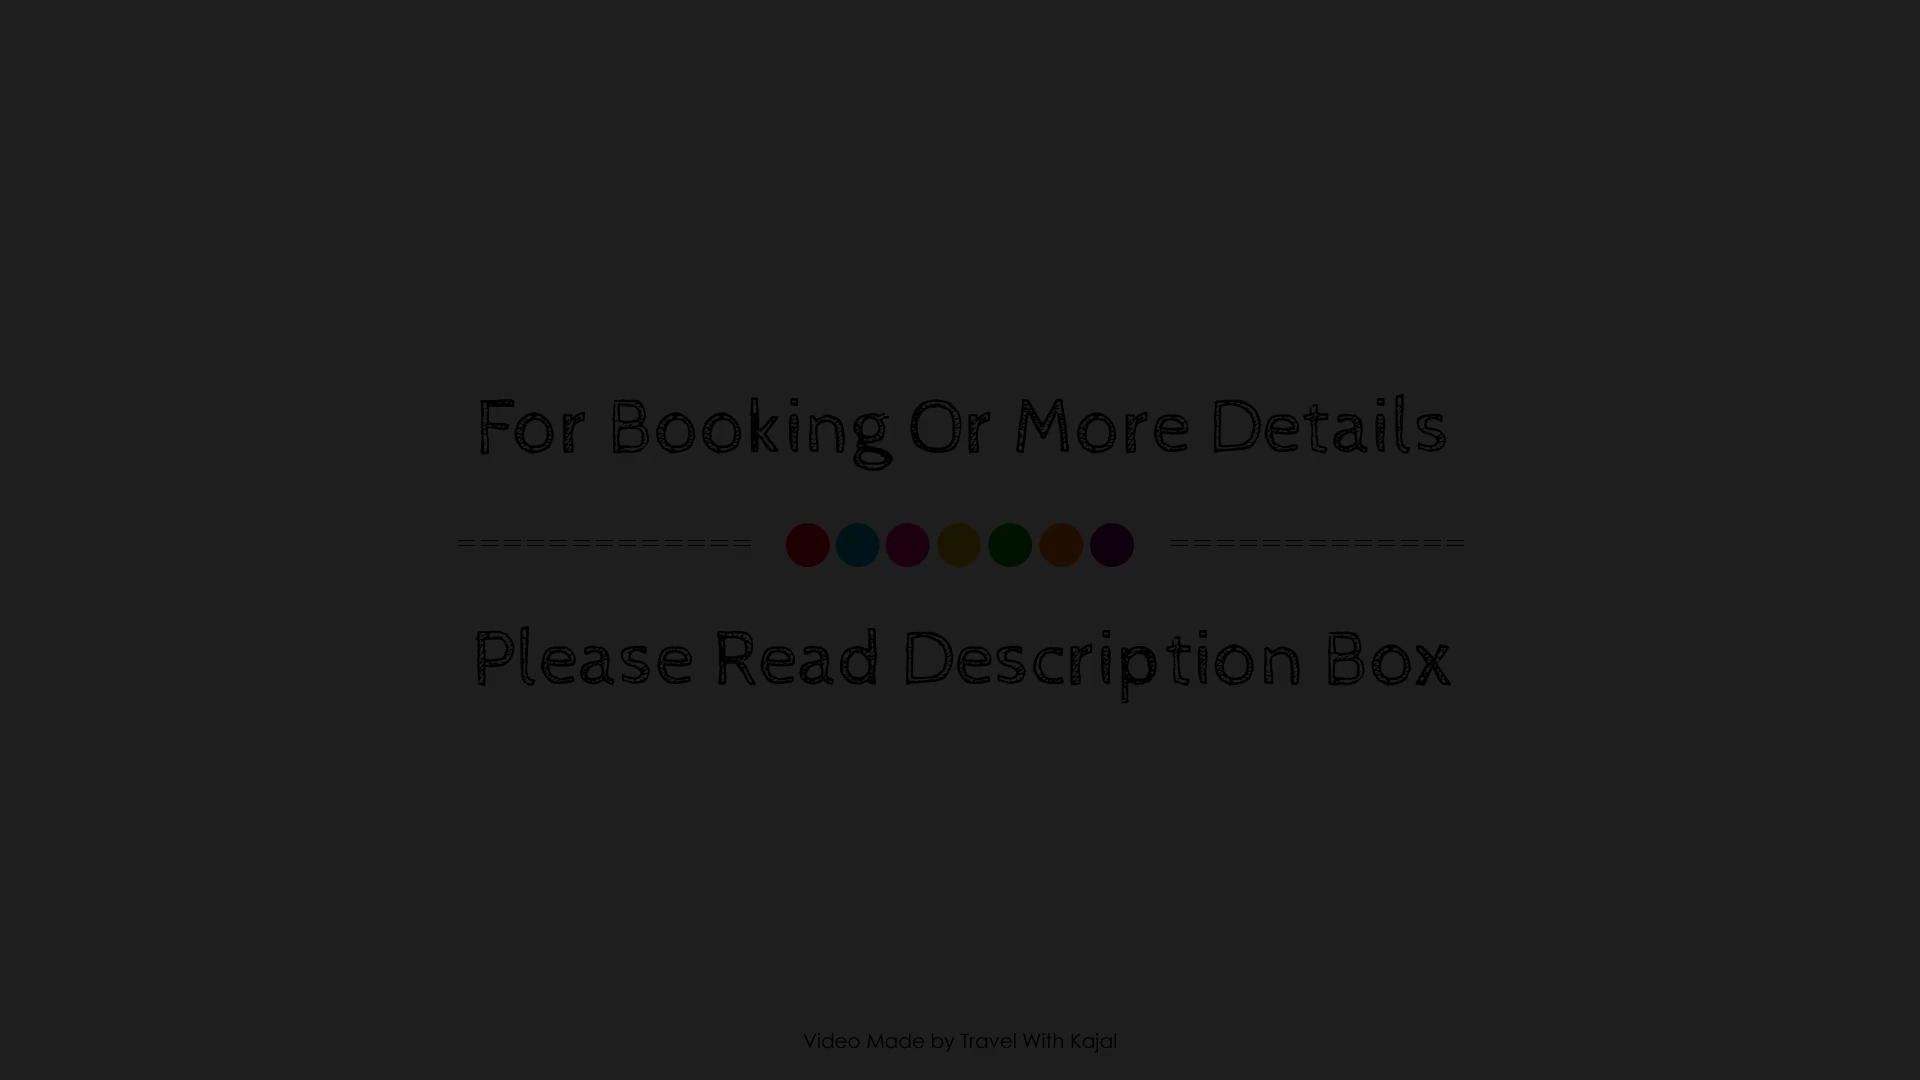 For Booking Or More Details
============= =============
Please Read Description Box
Video Made by Travel With Kajal